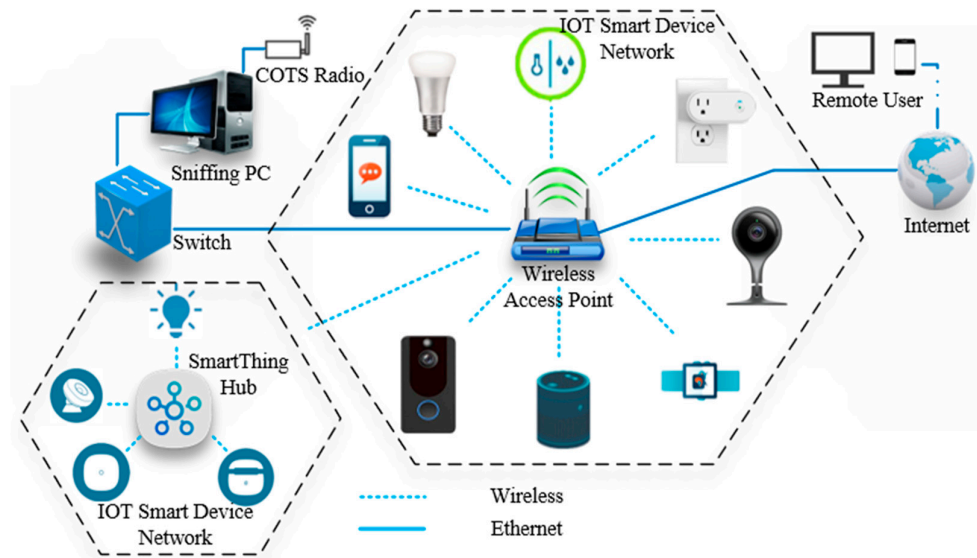 IOT Smart Device
Network
COTS Radio
Remote User
Sniffing PC
Switch
Internet
Wireless
Access Point
SmartThing
Hub
IOT Smart Device
Network
Wireless
Ethernet